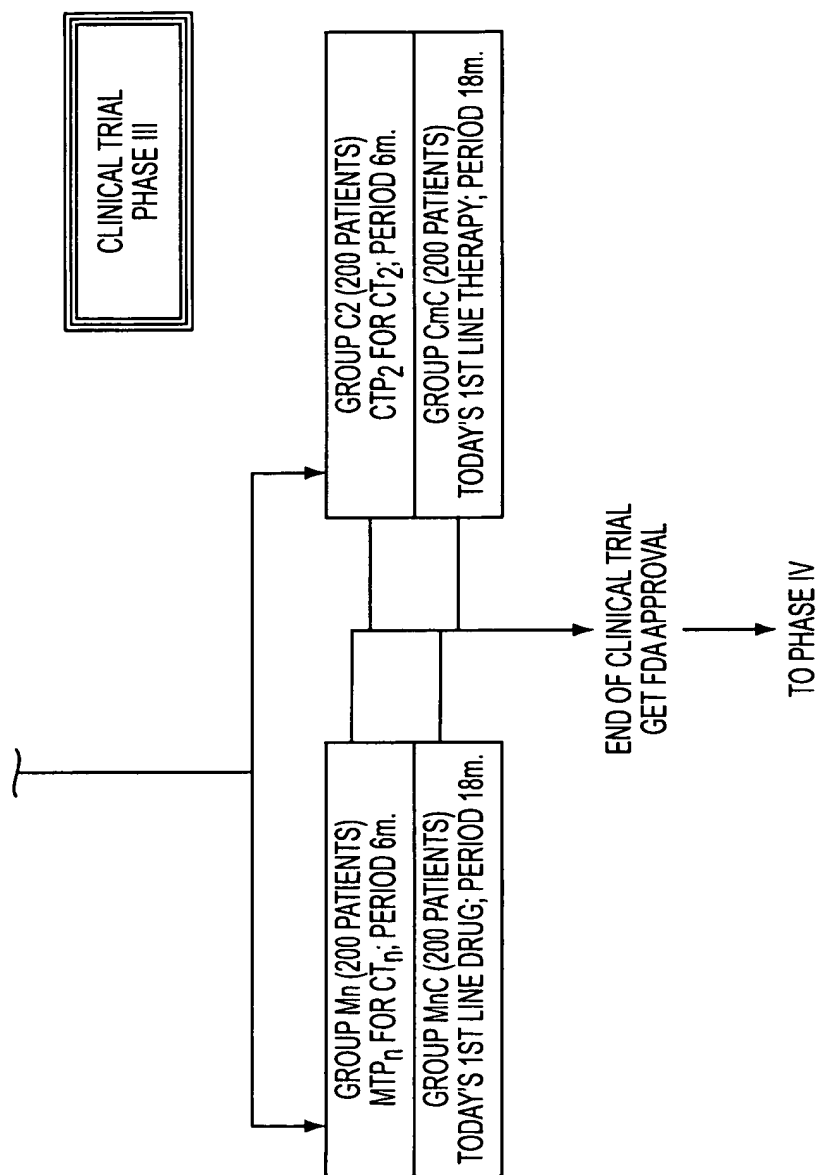 CLINICAL TRIAL
PHASE III
GROUP Mn (200 PATIENTS)
MTPn FOR CTn; PERIOD 6m.
GROUP MnC (200 PATIENTS)
TODAY'S 1ST LINE DRUG; PERIOD 18m.
GROUP C2 (200 PATIENTS)
CTP2 FOR CT2; PERIOD 6m.
GROUP CmC (200 PATIENTS)
TODAY'S 1ST LINE THERAPY; PERIOD 18m.
END OF CLINICAL TRIAL
GET FDA APPROVAL
TO PHASE IV